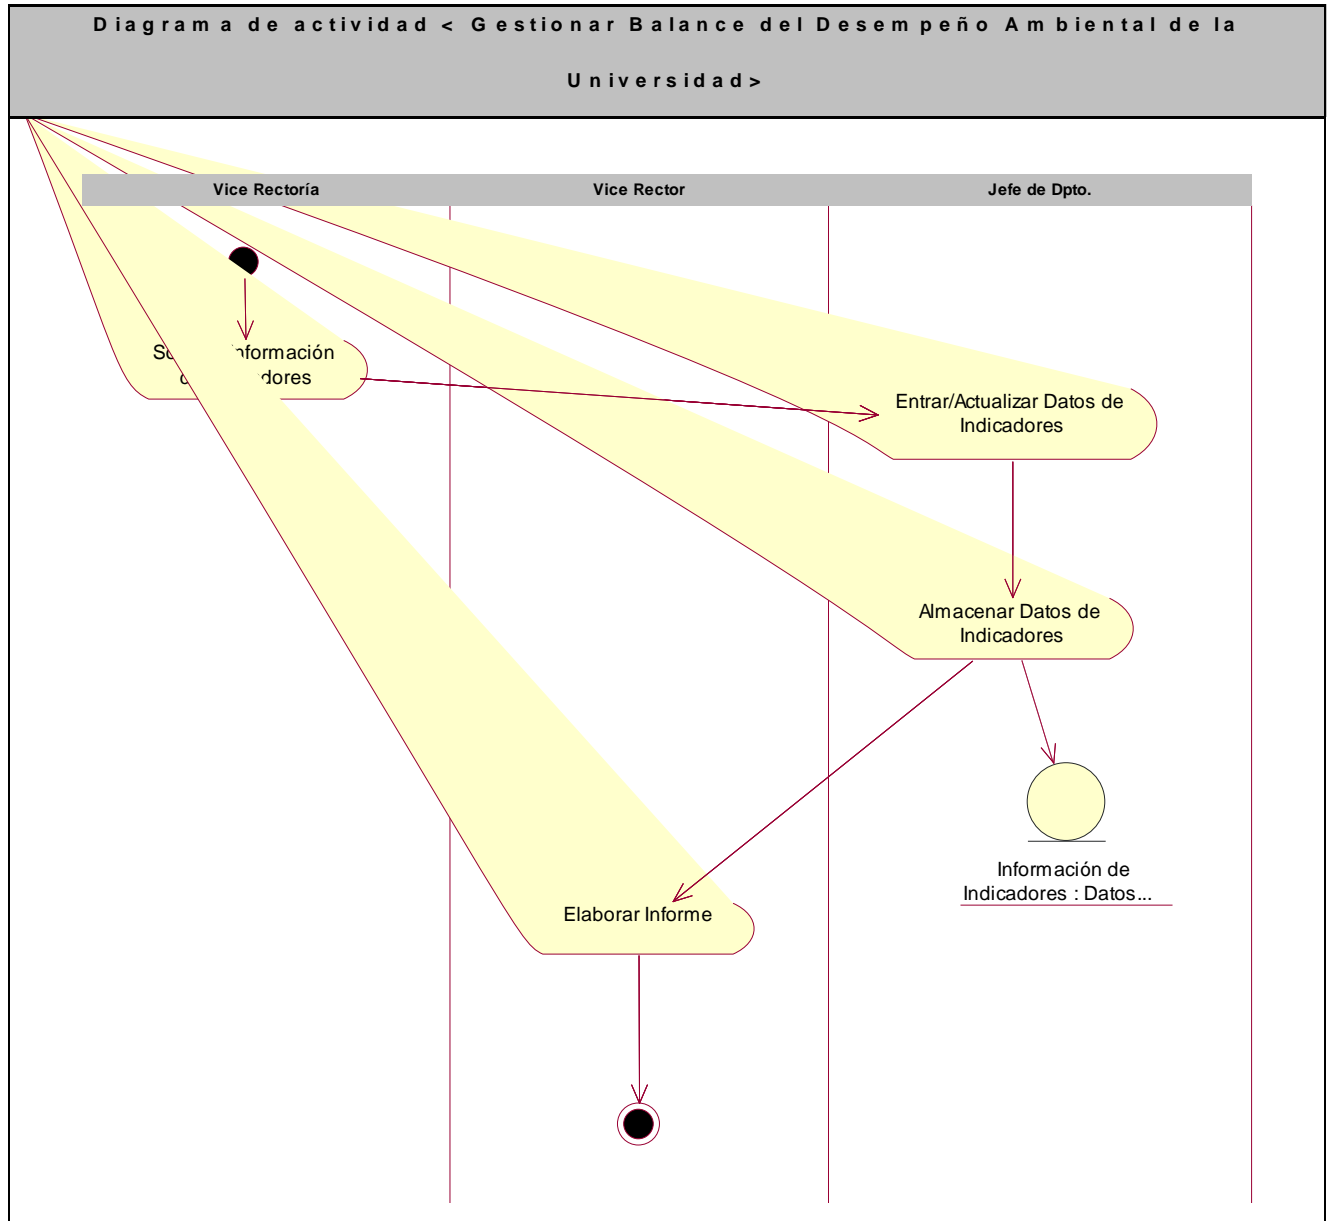 Diagrama de actividad < Gestionar Balance del Desempeño Ambiental de la
Universidad>
Vice Rectoría Vice Rector Jefe de Dpto.
Información
Entrar/Actualizar Datos de
Indicadores
Almacenar Datos de
Indicadores
Información de
Indicadores : Datos...
Elaborar Informe